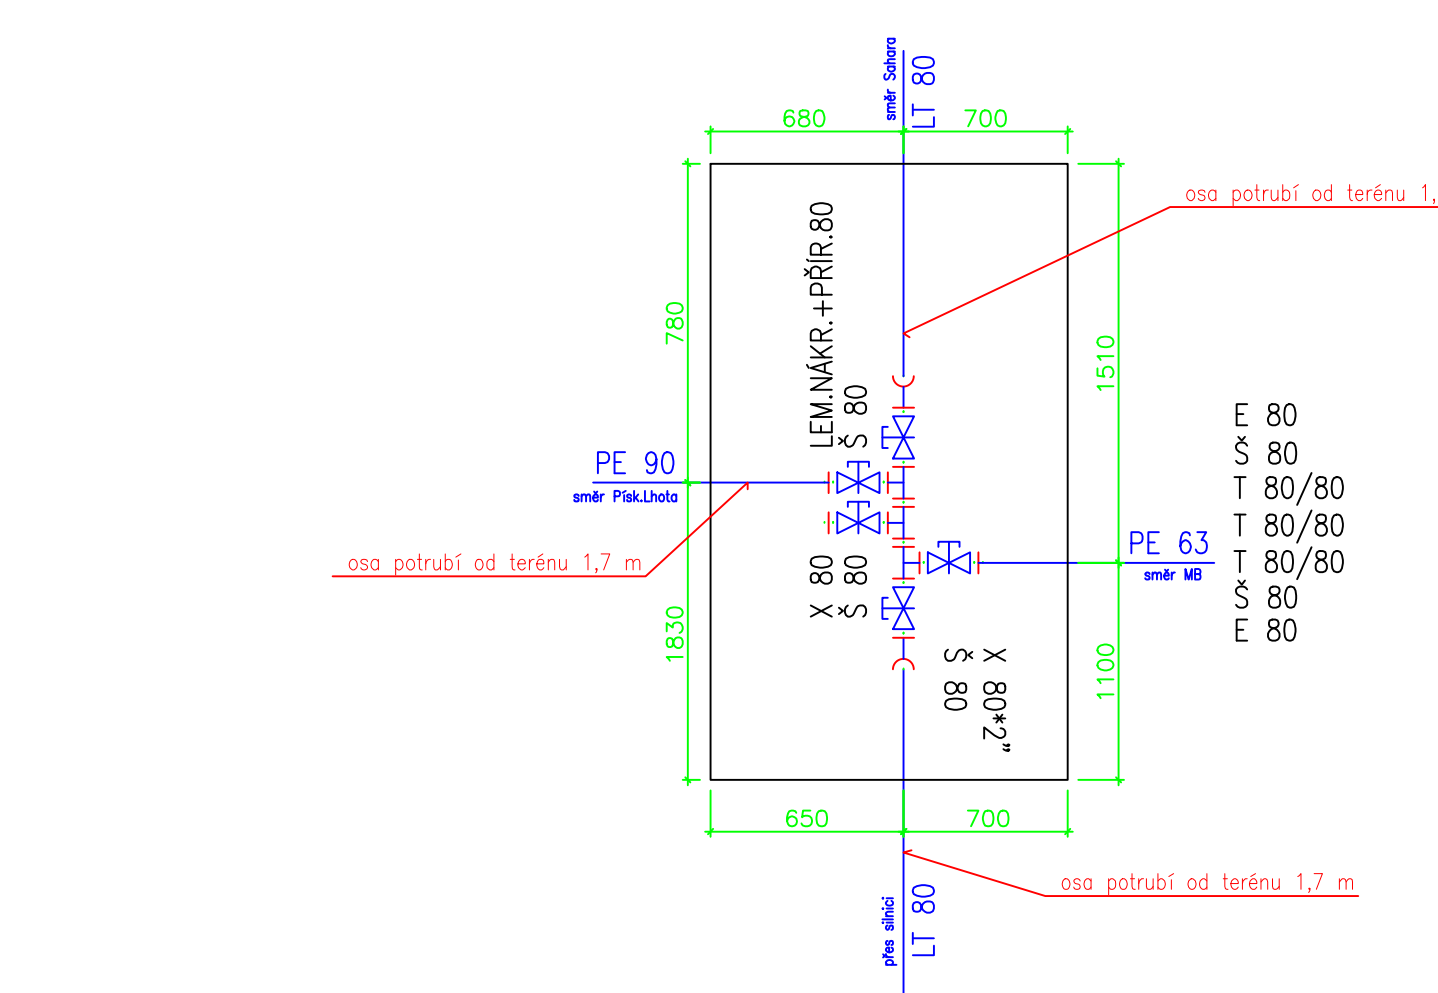 směr Sahara
LT 80
680
700
osa potrubí od terénu 1,
LEM.NÁKR.+PŘÍR.80
Š 80
780
1510
E 80
Š 80
T 80/80
T 80/80
T 80/80
Š 80
E 80
PE 90
směr Písk.Lhota
PE 63
směr MB
osa potrubí od terénu 1,7 m
X 80
Š 80
1830
1100
Š 80
X 80*2"
650
700
osa potrubí od terénu 1,7 m
přes silnici
LT 80